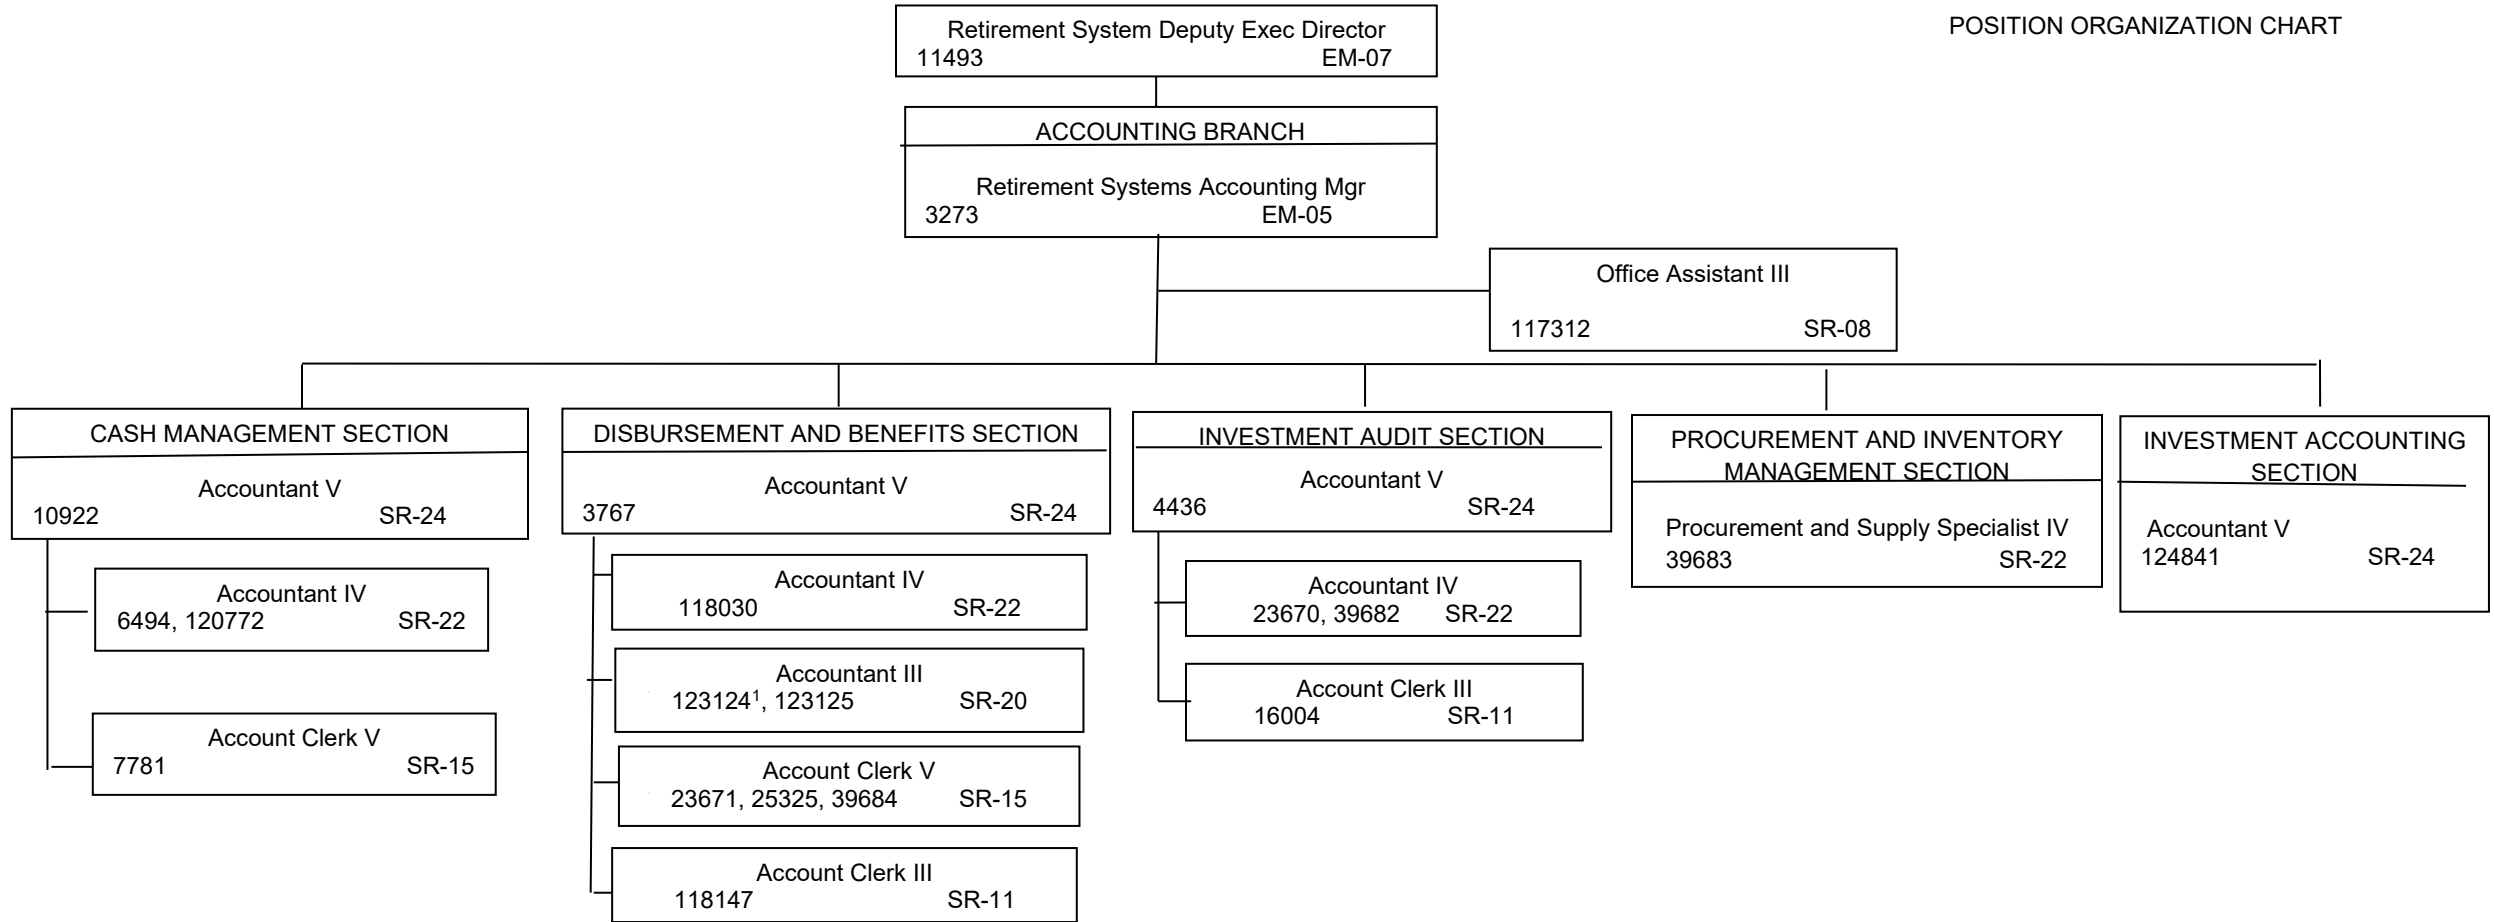 POSITION ORGANIZATION CHART
Retirement System Deputy Exec Director
11493 EM-07
ACCOUNTING BRANCH
Retirement Systems Accounting Mgr
3273 EM-05
Office Assistant III
117312 SR-08
CASH MANAGEMENT SECTION
Accountant V
10922 SR-24
Accountant IV
6494, 120772 SR-22
Account Clerk V
7781 SR-15
DISBURSEMENT AND BENEFITS SECTION
Accountant V
3767 SR-24
Accountant IV
118030 SR-22
Accountant III
123124¹, 123125 SR-20
Account Clerk V
23671, 25325, 39684 SR-15
Account Clerk III
118147 SR-11
INVESTMENT AUDIT SECTION
Accountant V
4436 SR-24
Accountant IV
23670, 39682 SR-22
Account Clerk III
16004 SR-11
PROCUREMENT AND INVENTORY
MANAGEMENT SECTION
Procurement and Supply Specialist IV
39683 SR-22
INVESTMENT ACCOUNTING
SECTION
Accountant V
124841 SR-24